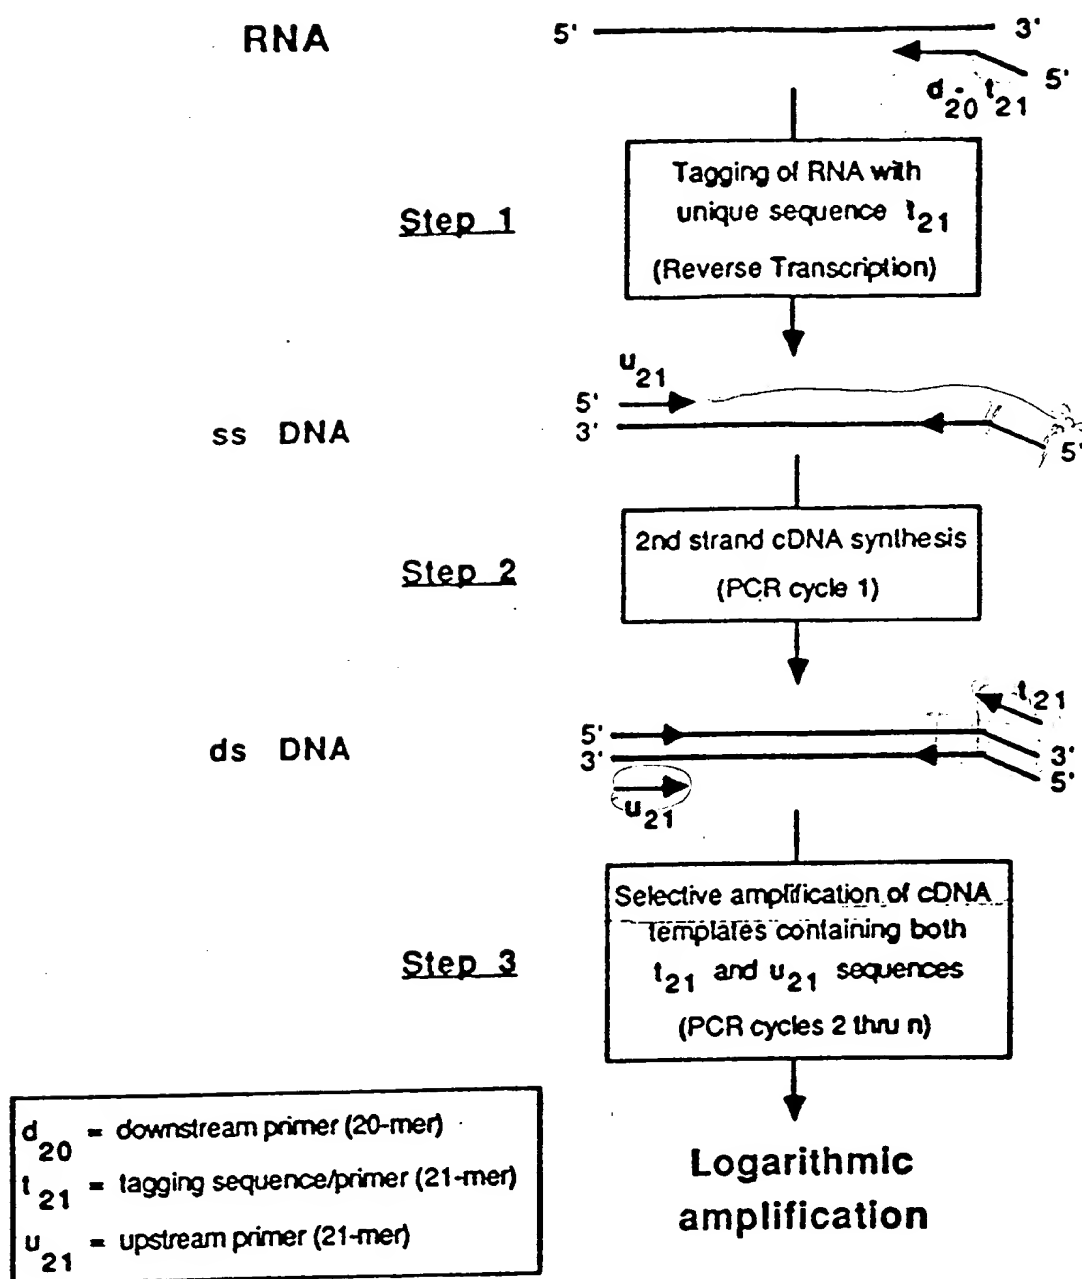 RNA
5' 3'
5'
d20- t21
Step 1
Tagging of RNA with
unique sequence t21
(Reverse Transcription)
u21
5'
3'
ss DNA
5'
Step 2
2nd strand cDNA synthesis
(PCR cycle 1)
t21
ds DNA
5'
3'
3'
5'
u21
Step 3
Selective amplification of cDNA
templates containing both
t21 and u21 sequences
(PCR cycles 2 thru n)
d20 = downstream primer (20-mer)
t21 = tagging sequence/primer (21-mer)
u21 = upstream primer (21-mer)
Logarithmic
amplification